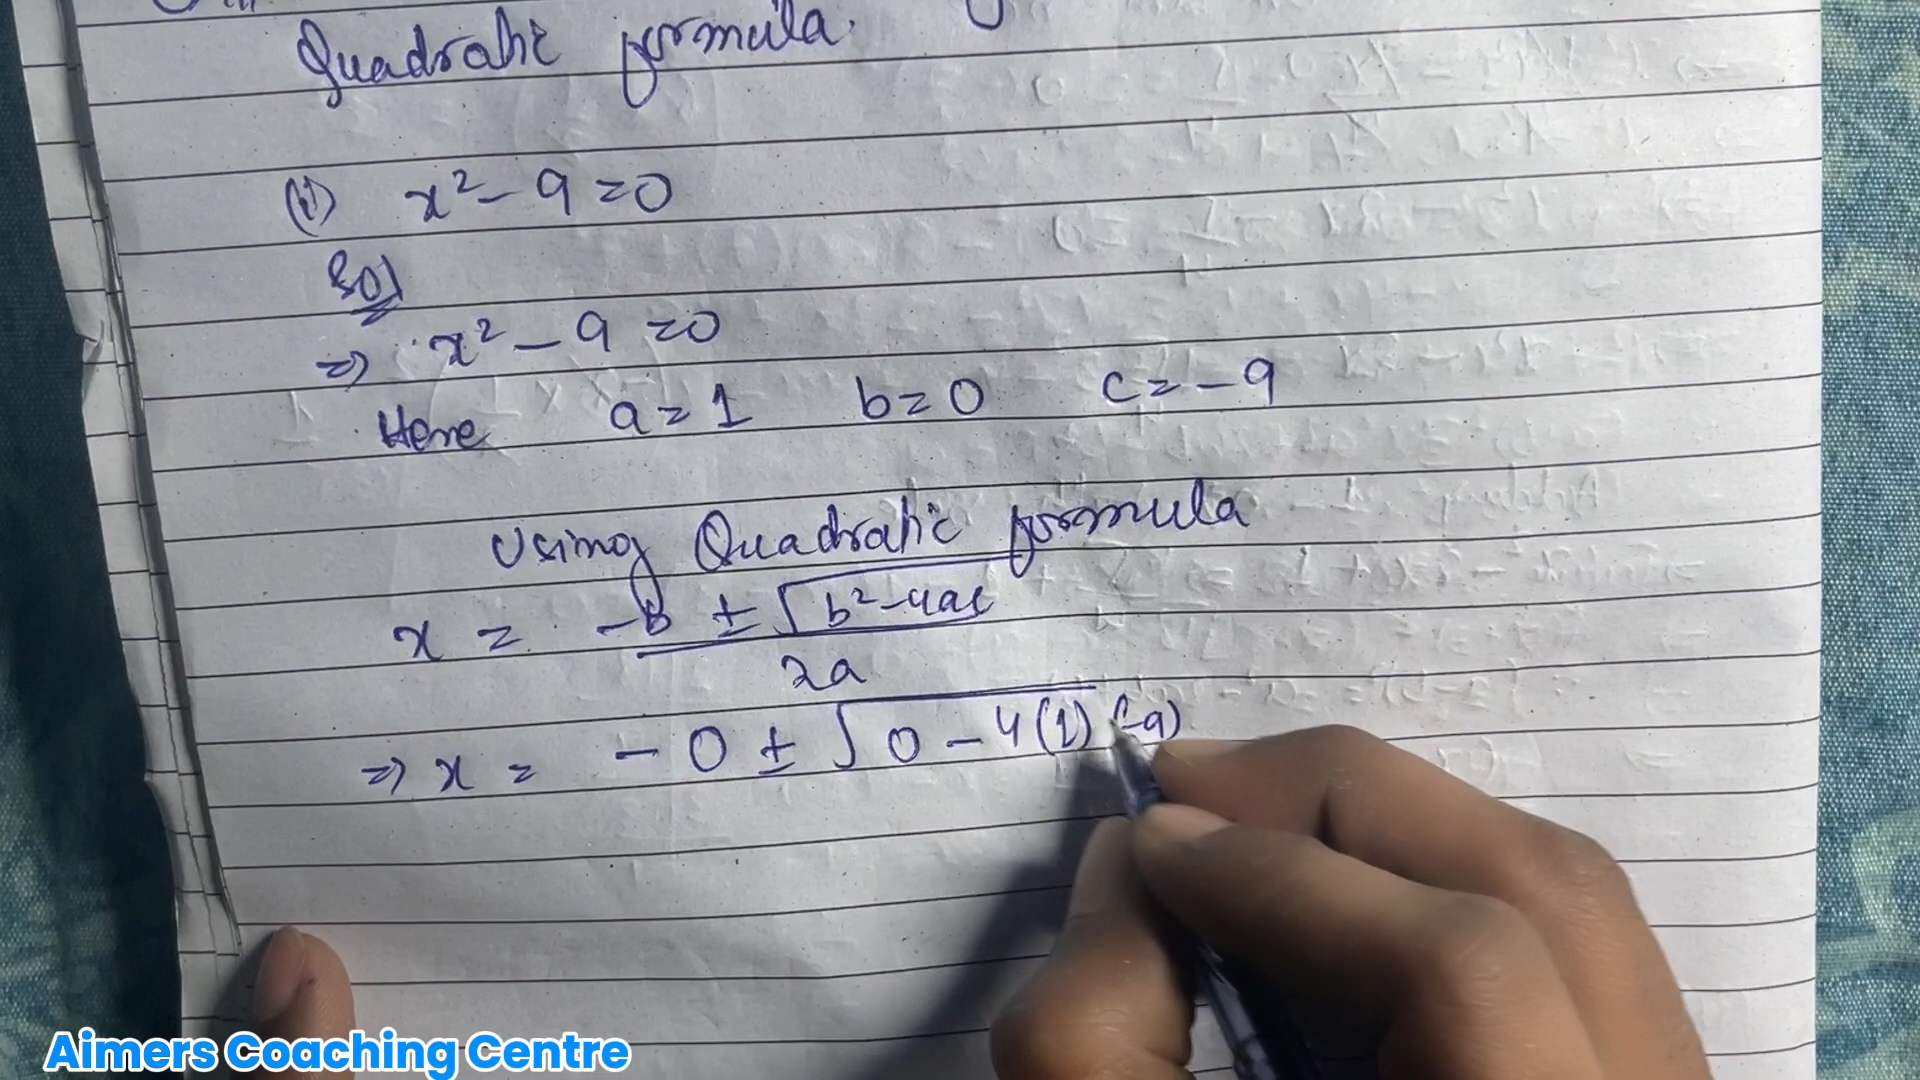 Quadratic formula.
(i) x² - 9 = 0
Sol
=> x² - 9 = 0
Here a = 1 b = 0 c = - 9
Using Quadratic formula
x = -b ± √b²-4ac
2a
=> x = - 0 ± √0 - 4(1)(-9)
Aimers Coaching Centre